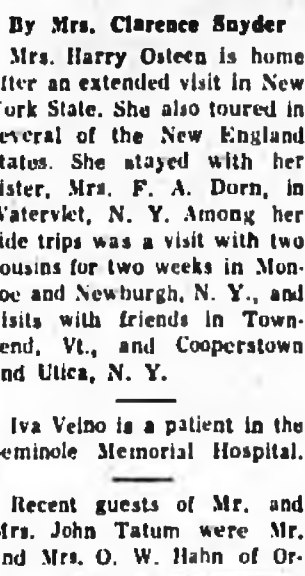 By Mrs. Clarence Snyder
Mrs. Harry Osteen is home
fter an extended visit in New
ork State. She also toured in
everal of the New England
tates. She stayed with her
ister, Mrs. F. A. Dorn, in
atervlet, N. Y. Among her
ide trips was a visit with two
ousins for two weeks in Mon-
oe and Newburgh, N. Y., and
isits with friends in Town-
end, Vt., and Cooperstown
nd Utica, N. Y.
Iva Veino is a patient in the
eminole Memorial Hospital.
Recent guests of Mr. and
Mrs. John Tatum were Mr.
nd Mrs. O. W. Hahn of Or-